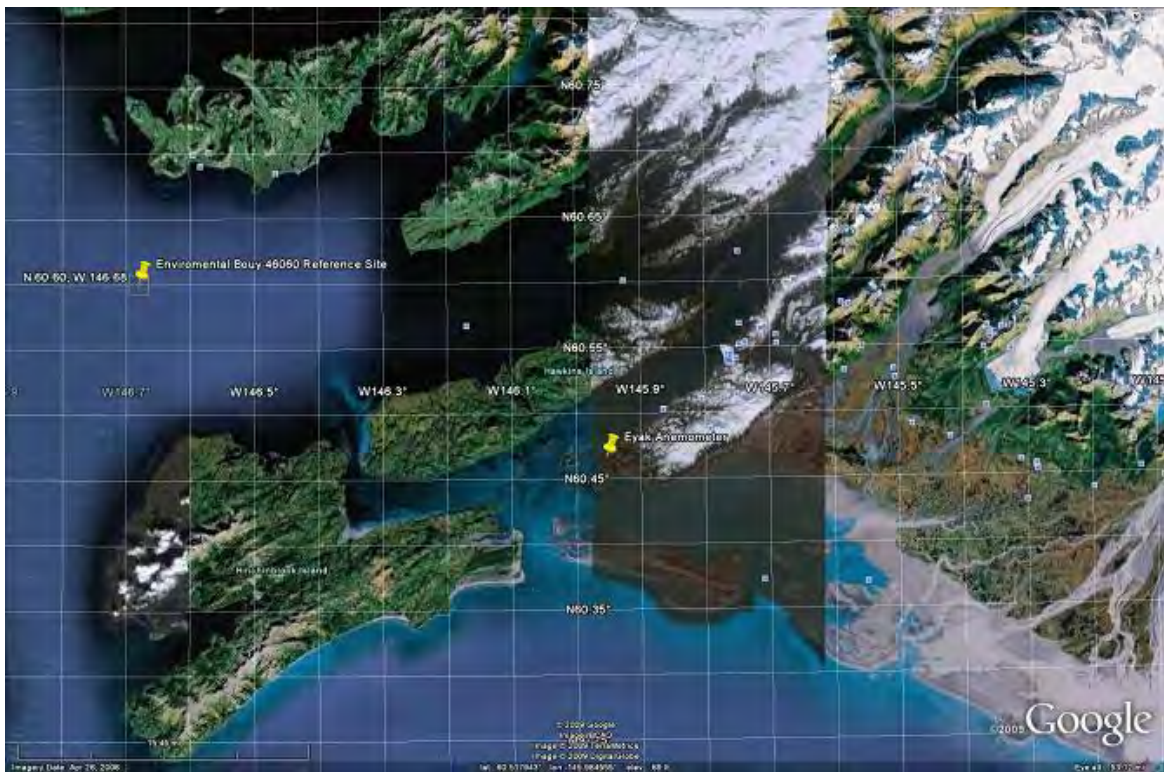 N60.75°
N60.65°
Enviromental Bouy 46060 Reference Site
N 60.60, W 146.68
N60.55°
Hawkins Island
W146.7°
W146.5°
W146.3°
W146.1°
W145.9°
W145.7°
W145.5°
W145.3°
Eyak Anemometer
N60.45°
Hinchinbrook Island
N60.35°
© 2009 Google
Image © 2009 TerraMetrics
Image © 2009 DigitalGlobe
©2009 Google
Imagery Date: Apr 26, 2006